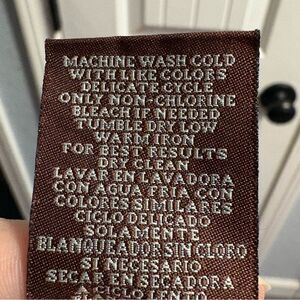 MACHINE WASH COLD
WITH LIKE COLORS
DELICATE CYCLE
ONLY NON-CHLORINE
BLEACH IF NEEDED
TUMBLE DRY LOW
WARM IRON
FOR BEST RESULTS
DRY CLEAN
LAVAR EN LAVADORA
CON AGUA FRIA CON
COLORES SIMILARES
CICLO DELICADO
SOLAMENTE
BLANQUEADOR SIN CLORO
SI NECESARIO
SECAR EN SECADORA
A CICLO LENTO